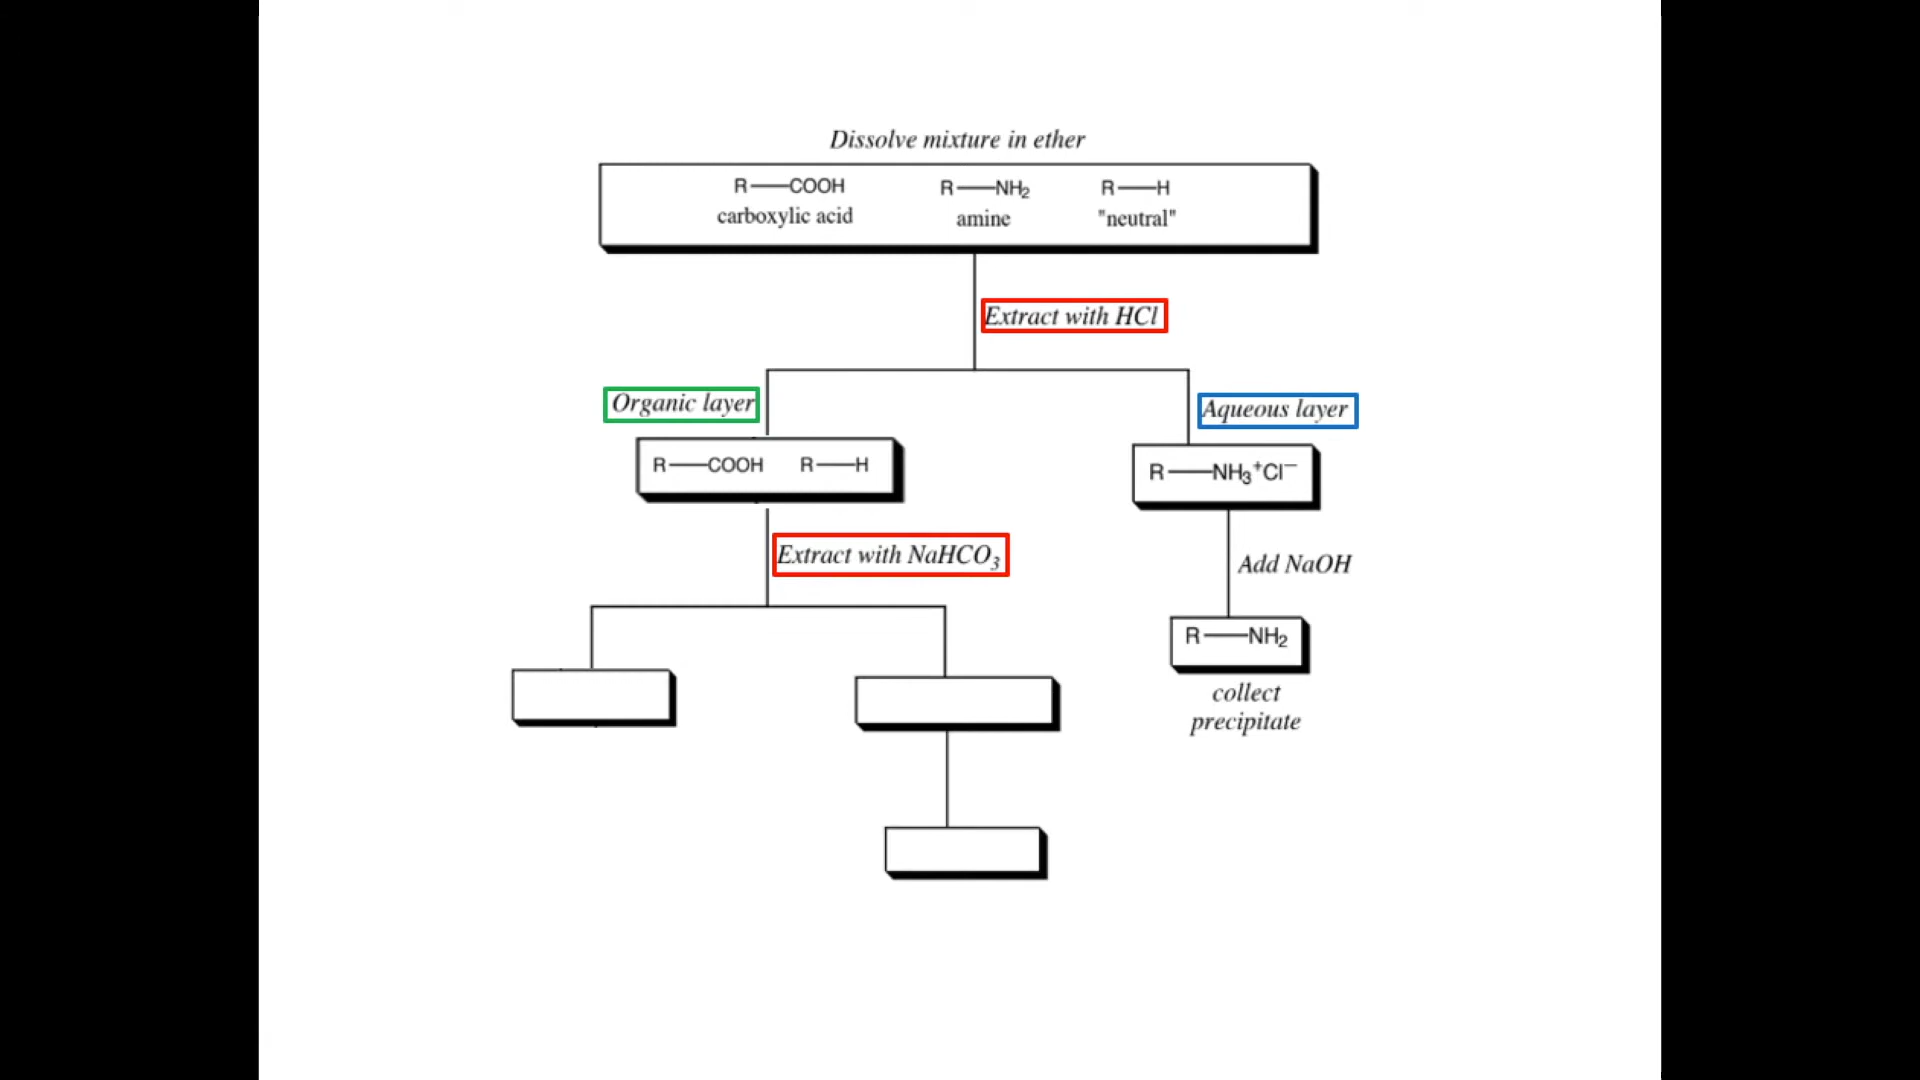 Dissolve mixture in ether
R—COOH R—NH₂ R—H
carboxylic acid amine "neutral"
Extract with HCl
Organic layer Aqueous layer
R—COOH R—H R—NH₃⁺Cl⁻
Extract with NaHCO₃ Add NaOH
R—NH₂
collect
precipitate